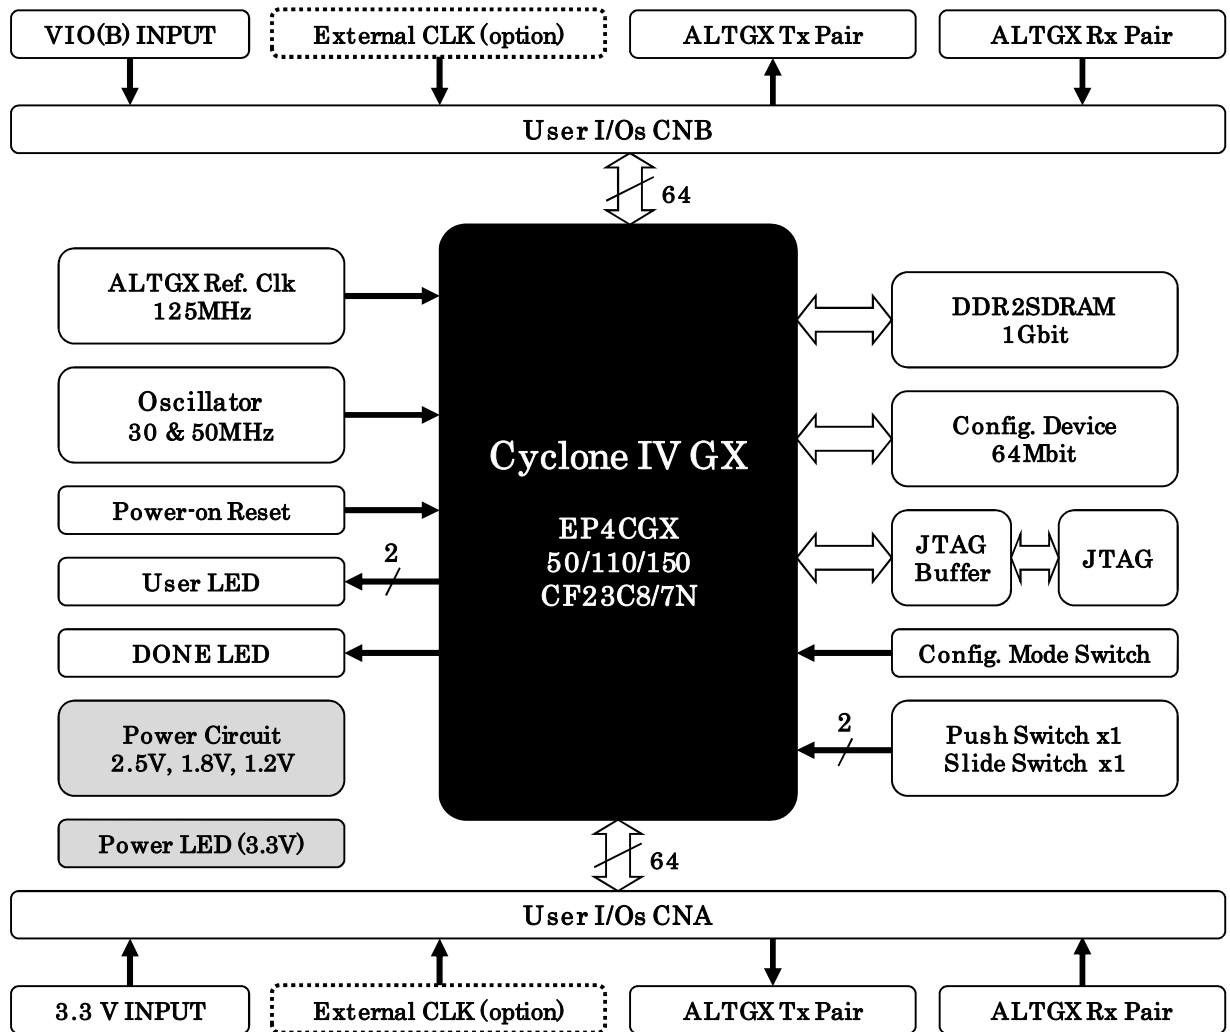 VIO(B) INPUT
External CLK (option)
ALTGX Tx Pair
ALTGX Rx Pair
User I/Os CNB
64
ALTGX Ref. Clk
125MHz
Oscillator
30 & 50MHz
Power-on Reset
User LED
2
DONE LED
Power Circuit
2.5V, 1.8V, 1.2V
Power LED (3.3V)
Cyclone IV GX
EP4CGX
50/110/150
CF23C8/7N
DDR2SDRAM
1Gbit
Config. Device
64Mbit
JTAG
Buffer
JTAG
Config. Mode Switch
2
Push Switch x1
Slide Switch x1
64
User I/Os CNA
3.3 V INPUT
External CLK (option)
ALTGX Tx Pair
ALTGX Rx Pair